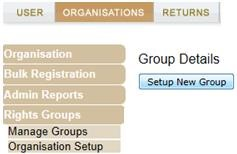 USER ORGANISATIONS RETURNS
Organisation
Bulk Registration
Admin Reports
Rights Groups
Manage Groups
Organisation Setup
Group Details
Setup New Group